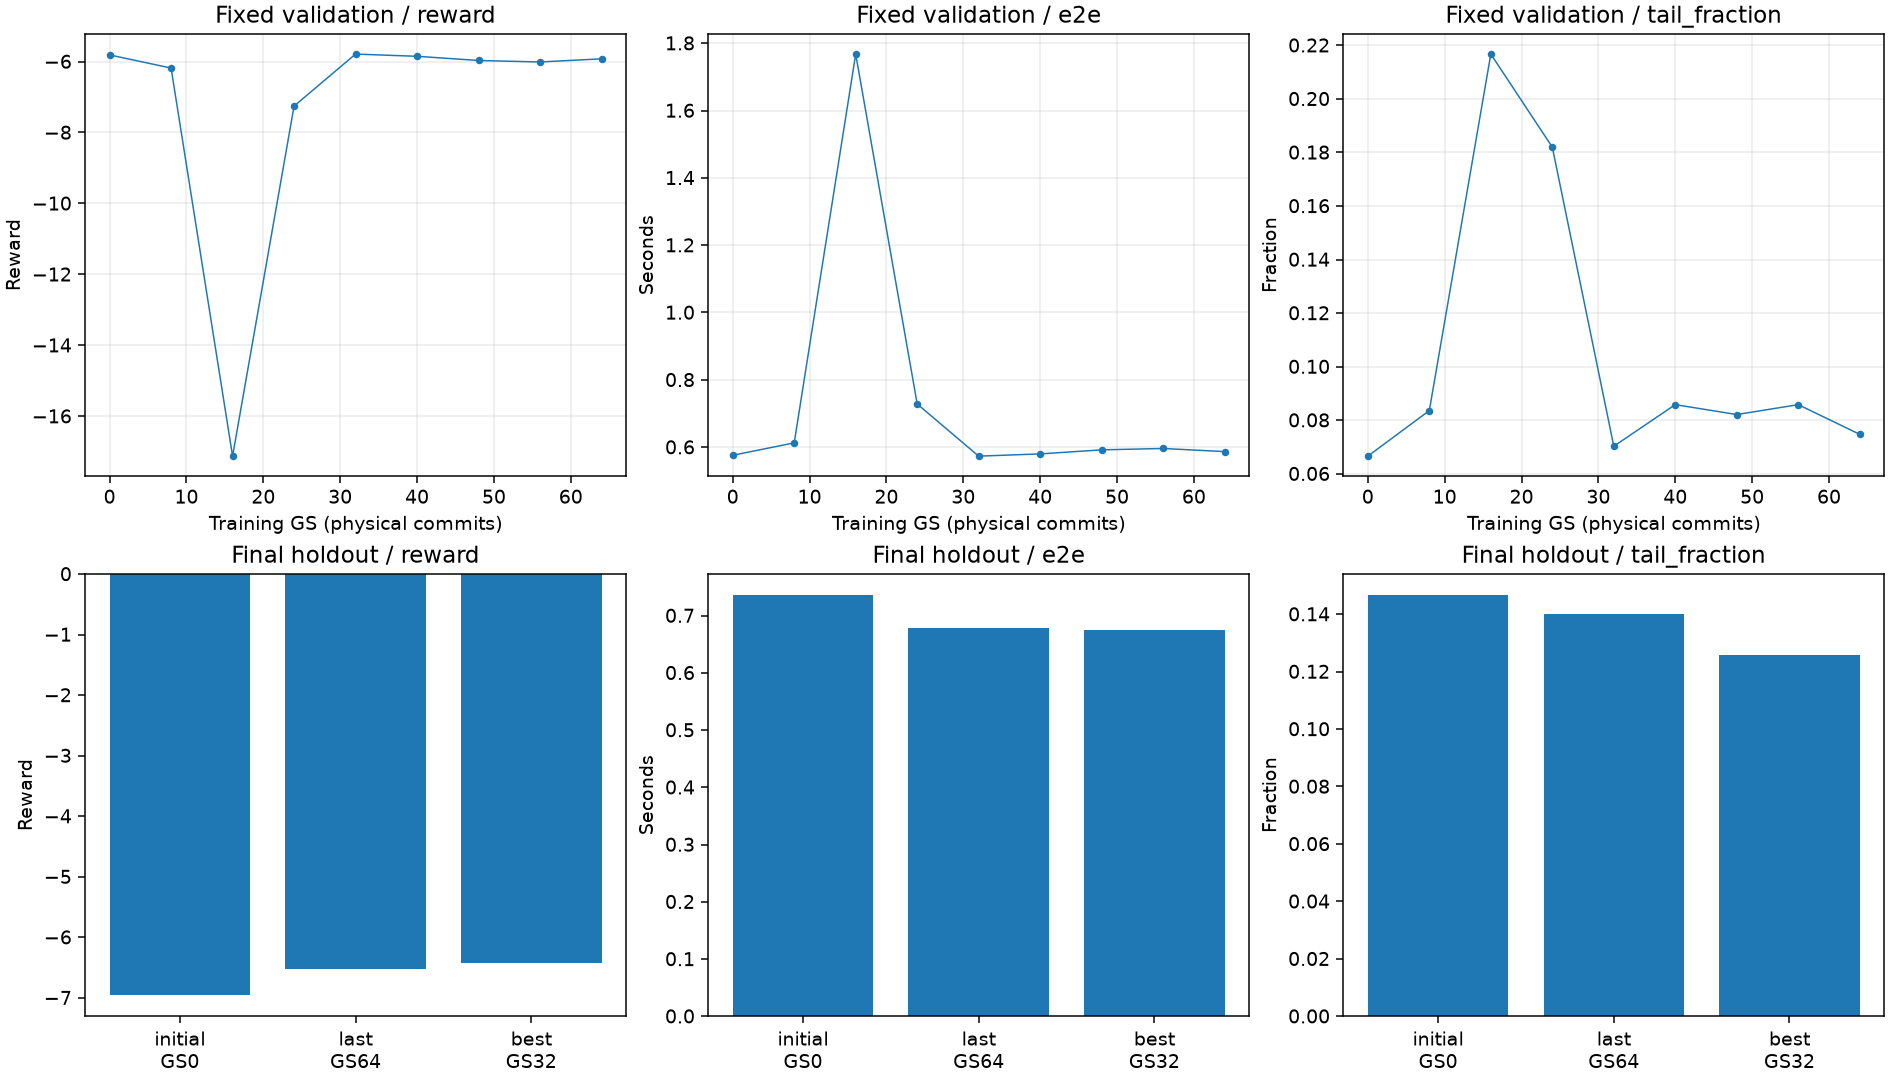 Fixed validation / reward
Fixed validation / e2e
Fixed validation / tail_fraction
Reward
−6
−8
−10
−12
−14
−16
0 10 20 30 40 50 60
Training GS (physical commits)
Seconds
1.8
1.6
1.4
1.2
1.0
0.8
0.6
0 10 20 30 40 50 60
Training GS (physical commits)
Fraction
0.22
0.20
0.18
0.16
0.14
0.12
0.10
0.08
0.06
0 10 20 30 40 50 60
Training GS (physical commits)
Final holdout / reward
Final holdout / e2e
Final holdout / tail_fraction
Reward
0
−1
−2
−3
−4
−5
−6
−7
initial last best
GS0 GS64 GS32
Seconds
0.7
0.6
0.5
0.4
0.3
0.2
0.1
0.0
initial last best
GS0 GS64 GS32
Fraction
0.14
0.12
0.10
0.08
0.06
0.04
0.02
0.00
initial last best
GS0 GS64 GS32